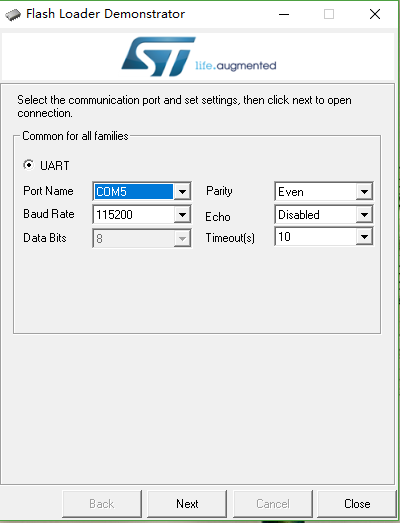 Flash Loader Demonstrator
ST life.augmented
Select the communication port and set settings, then click next to open
connection.
Common for all families
UART
Port Name COM5 Parity Even
Baud Rate 115200 Echo Disabled
Data Bits 8 Timeout(s) 10
Back Next Cancel Close